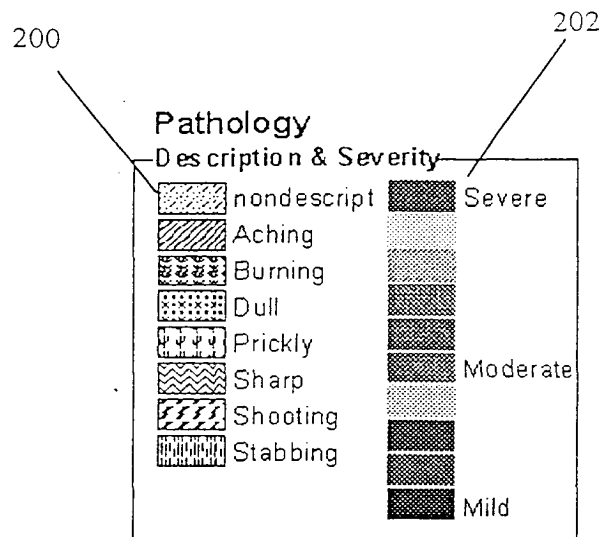 200
202
Pathology
Description & Severity
nondescript
Aching
Burning
Dull
Prickly
Sharp
Shooting
Stabbing
Severe
Moderate
Mild